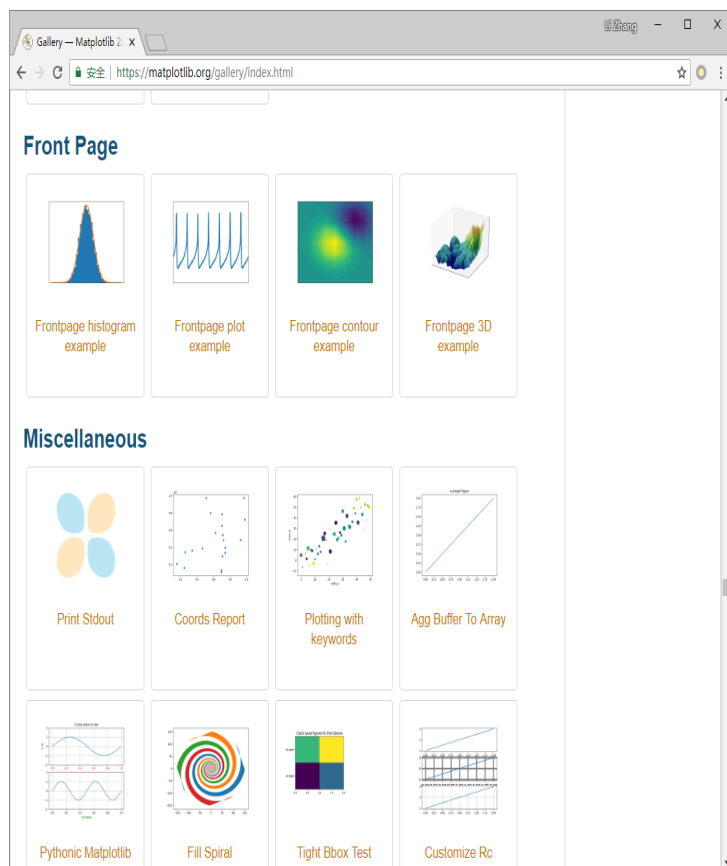 Li Zhang
Gallery — Matplotlib 2.
安全 https://matplotlib.org/gallery/index.html
Front Page
Frontpage histogram
example
Frontpage plot
example
Frontpage contour
example
Frontpage 3D
example
Miscellaneous
Print Stdout
Coords Report
Plotting with
keywords
Agg Buffer To Array
Pythonic Matplotlib
Fill Spiral
Tight Bbox Test
Customize Rc